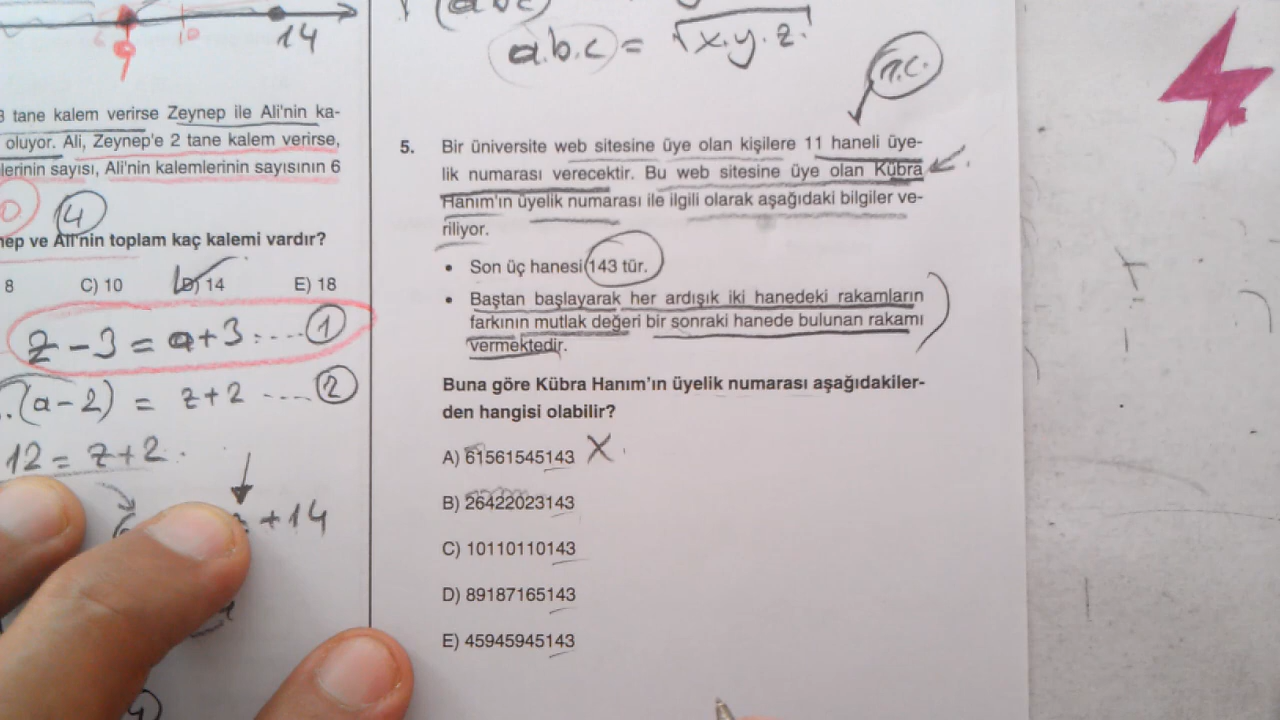 14
9
10
3 tane kalem verirse Zeynep ile Ali'nin ka-
oluyor. Ali, Zeynep'e 2 tane kalem verirse,
lerinin sayısı, Ali'nin kalemlerinin sayısının 6
4
nep ve Ali'nin toplam kaç kalemi vardır?
8 C) 10 D) 14 E) 18
z - 3 = a + 3 .... 1
.(a - 2) = z + 2 .... 2
12 = z + 2
+ 14
(abc)
a.b.c = √x.y.z
T.C.
5. Bir üniversite web sitesine üye olan kişilere 11 haneli üye-
lik numarası verecektir. Bu web sitesine üye olan Kübra
Hanım'ın üyelik numarası ile ilgili olarak aşağıdaki bilgiler ve-
riliyor.
• Son üç hanesi 143 tür.
• Baştan başlayarak her ardışık iki hanedeki rakamların
farkının mutlak değeri bir sonraki hanede bulunan rakamı
vermektedir.
Buna göre Kübra Hanım'ın üyelik numarası aşağıdakiler-
den hangisi olabilir?
A) 61561545143 X
B) 26422023143
C) 10110110143
D) 89187165143
E) 45945945143